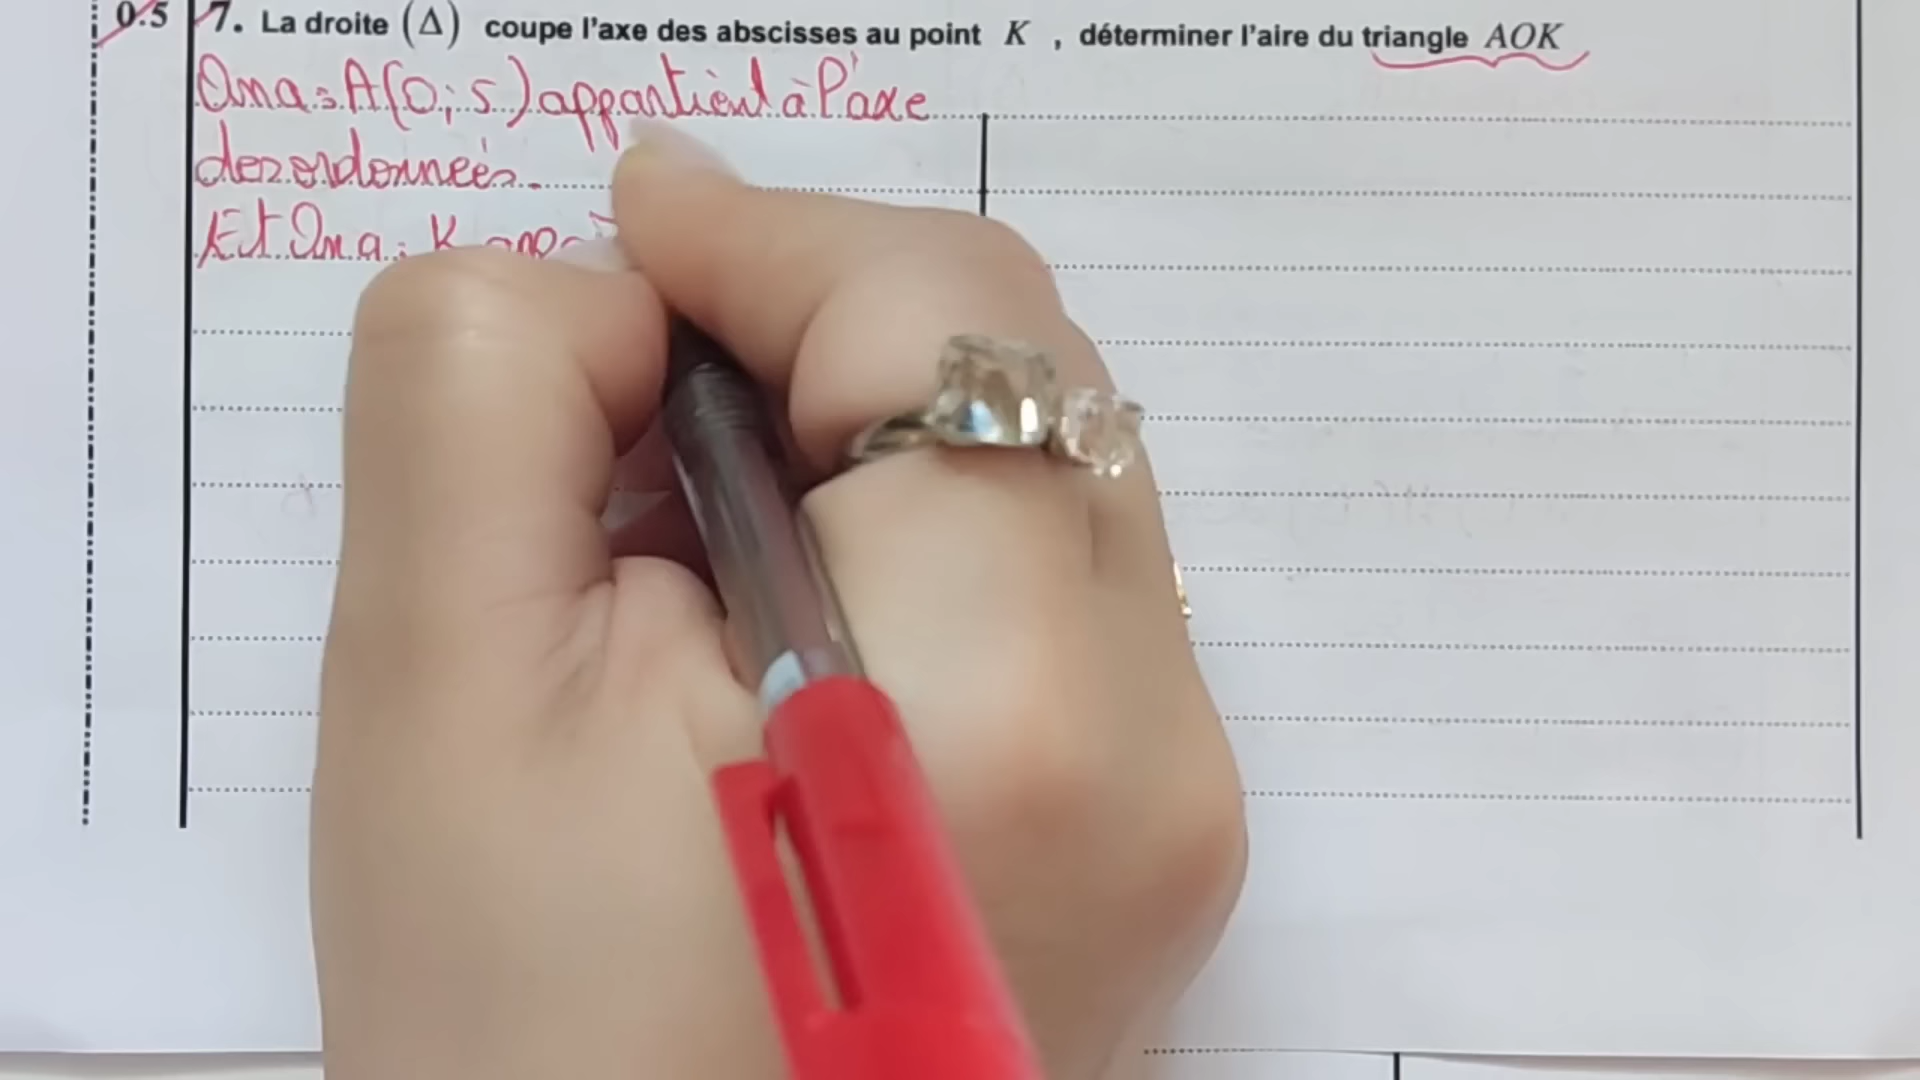 0.5 7. La droite (Δ) coupe l'axe des abscisses au point K , déterminer l'aire du triangle AOK
On a : A(0; 5) appartient à l'axe
des ordonneés.
Et On a : K